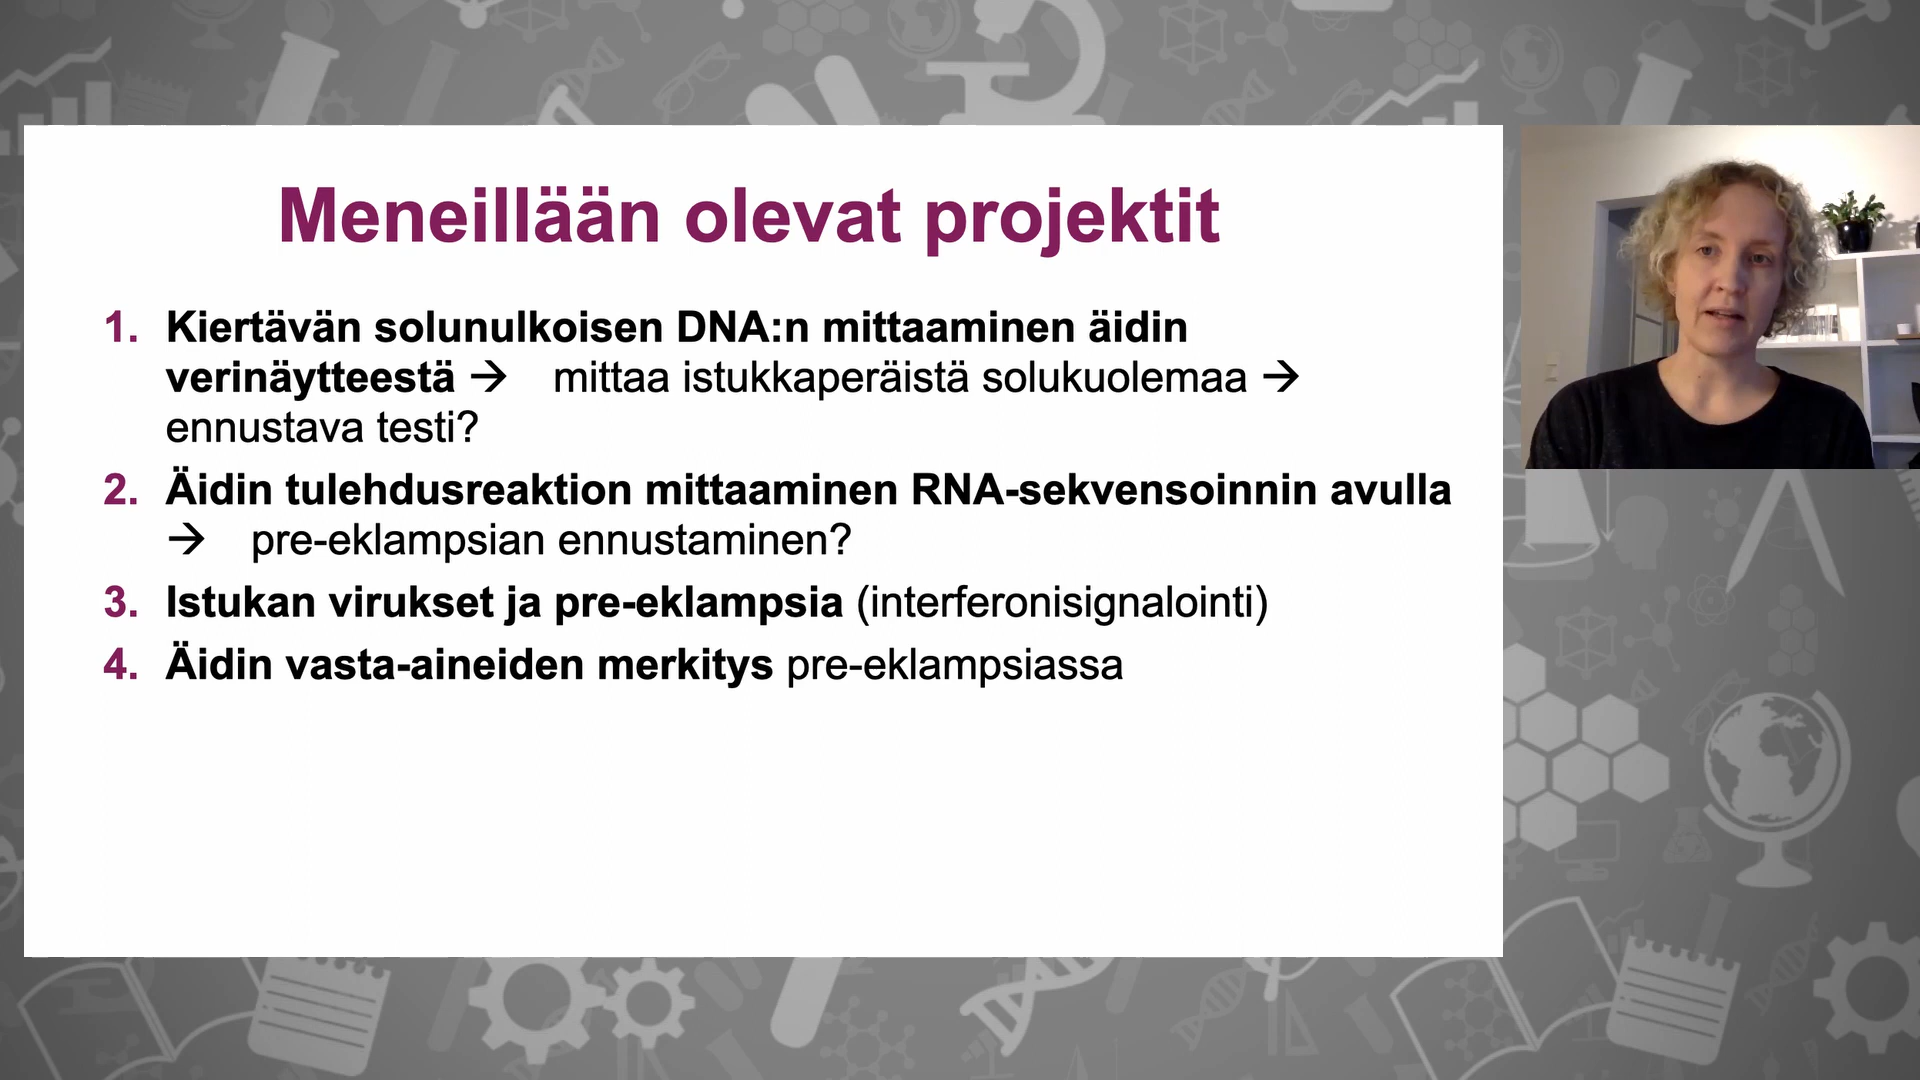 Meneillään olevat projektit
1. Kiertävän solunulkoisen DNA:n mittaaminen äidin
verinäytteestä → mittaa istukkaperäistä solukuolemaa →
ennustava testi?
2. Äidin tulehdusreaktion mittaaminen RNA-sekvensoinnin avulla
→ pre-eklampsian ennustaminen?
3. Istukan virukset ja pre-eklampsia (interferonisignalointi)
4. Äidin vasta-aineiden merkitys pre-eklampsiassa